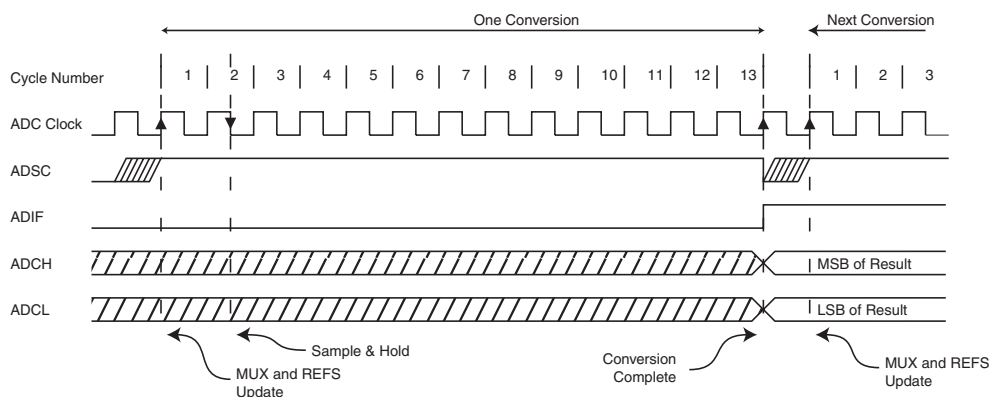 One Conversion
Next Conversion
Cycle Number
1 2 3 4 5 6 7 8 9 10 11 12 13 1 2 3
ADC Clock
ADSC
ADIF
ADCH
MSB of Result
ADCL
LSB of Result
Sample & Hold
MUX and REFS
Update
Conversion
Complete
MUX and REFS
Update